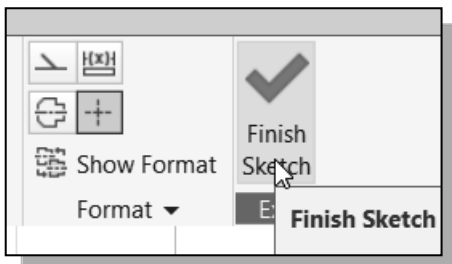 (x)
Finish
Show Format
Sketch
Format
E
Finish Sketch